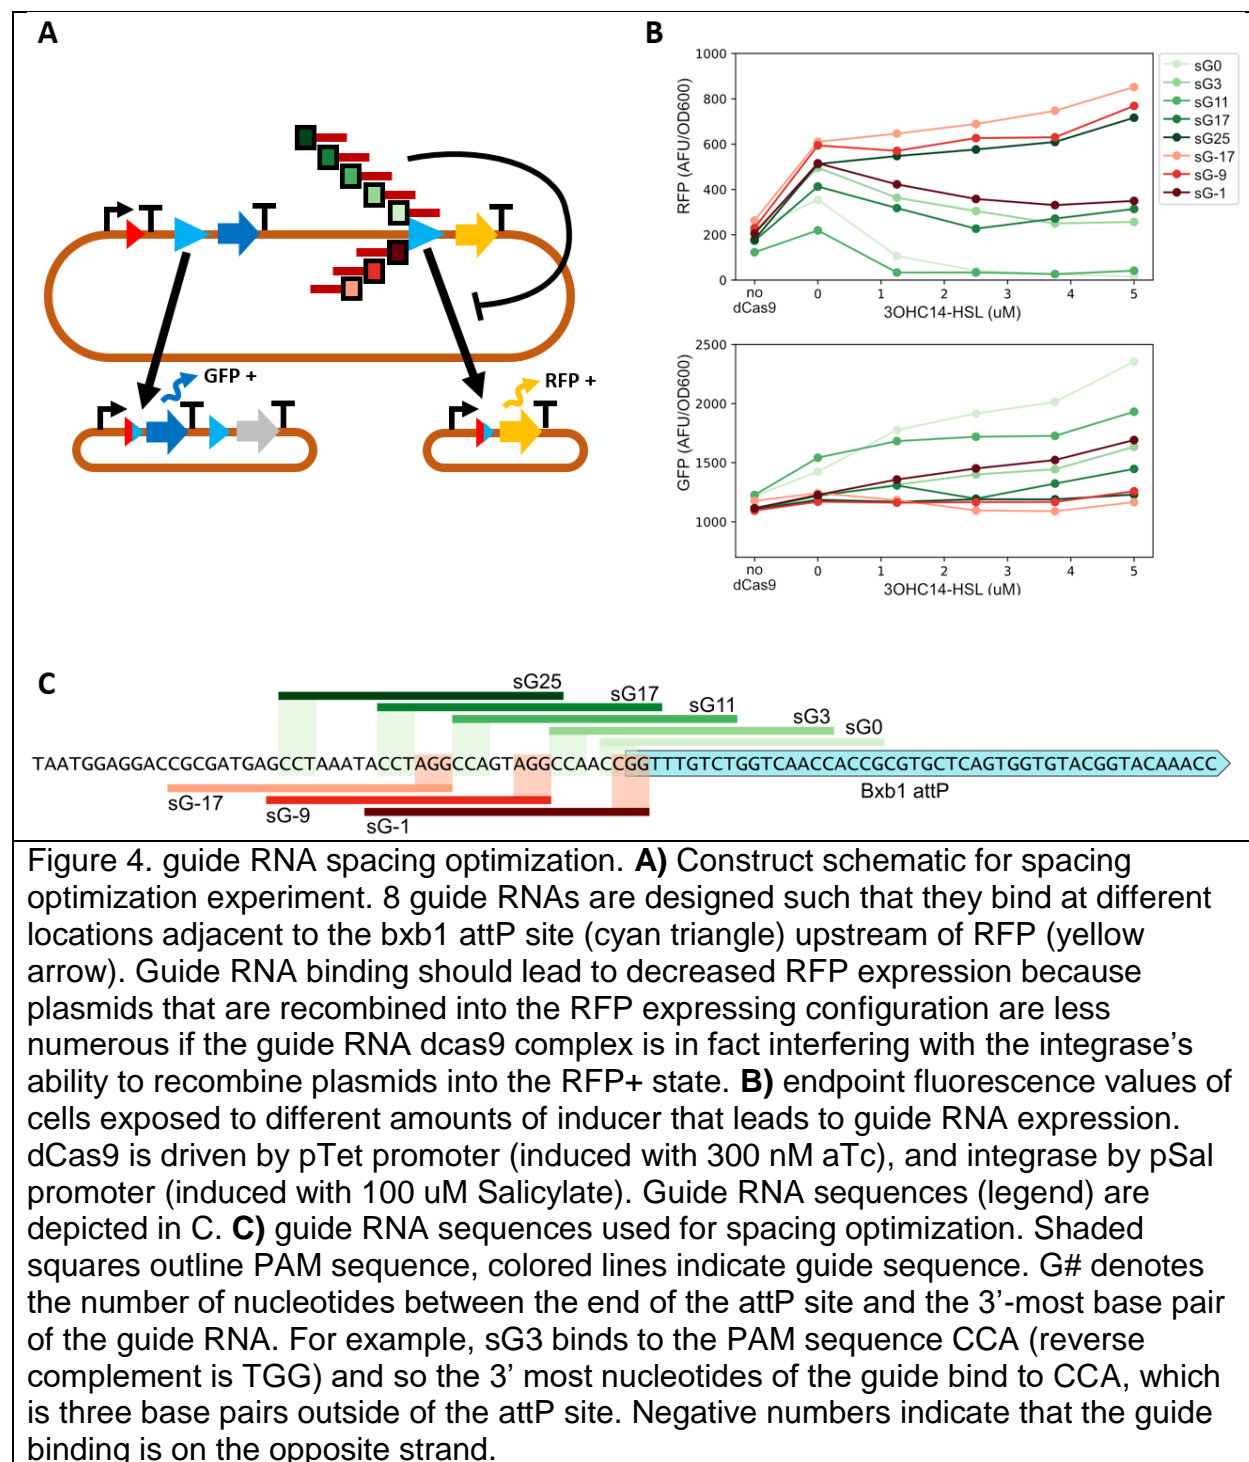 A
GFP +
RFP +
B
1000
800
600
400
200
0
RFP (AFU/OD600)
no dCas9
0
1
2
3
4
5
3OHC14-HSL (uM)
sG0
sG3
sG11
sG17
sG25
sG-17
sG-9
sG-1
2500
2000
1500
1000
GFP (AFU/OD600)
no dCas9
0
1
2
3
4
5
3OHC14-HSL (uM)
C
sG25
sG17
sG11
sG3
sG0
TAATGGAGGACCGCGATGAGCCTAAATACCTAGGCCAGTAGGCCAACCGGTTTGTCTGGTCAACCACCGCGTGCTCAGTGGTGTACGGTACAAACC
Bxb1 attP
sG-17
sG-9
sG-1
Figure 4. guide RNA spacing optimization. A) Construct schematic for spacing
optimization experiment. 8 guide RNAs are designed such that they bind at different
locations adjacent to the bxb1 attP site (cyan triangle) upstream of RFP (yellow
arrow). Guide RNA binding should lead to decreased RFP expression because
plasmids that are recombined into the RFP expressing configuration are less
numerous if the guide RNA dcas9 complex is in fact interfering with the integrase's
ability to recombine plasmids into the RFP+ state. B) endpoint fluorescence values of
cells exposed to different amounts of inducer that leads to guide RNA expression.
dCas9 is driven by pTet promoter (induced with 300 nM aTc), and integrase by pSal
promoter (induced with 100 uM Salicylate). Guide RNA sequences (legend) are
depicted in C. C) guide RNA sequences used for spacing optimization. Shaded
squares outline PAM sequence, colored lines indicate guide sequence. G# denotes
the number of nucleotides between the end of the attP site and the 3'-most base pair
of the guide RNA. For example, sG3 binds to the PAM sequence CCA (reverse
complement is TGG) and so the 3' most nucleotides of the guide bind to CCA, which
is three base pairs outside of the attP site. Negative numbers indicate that the guide
binding is on the opposite strand.